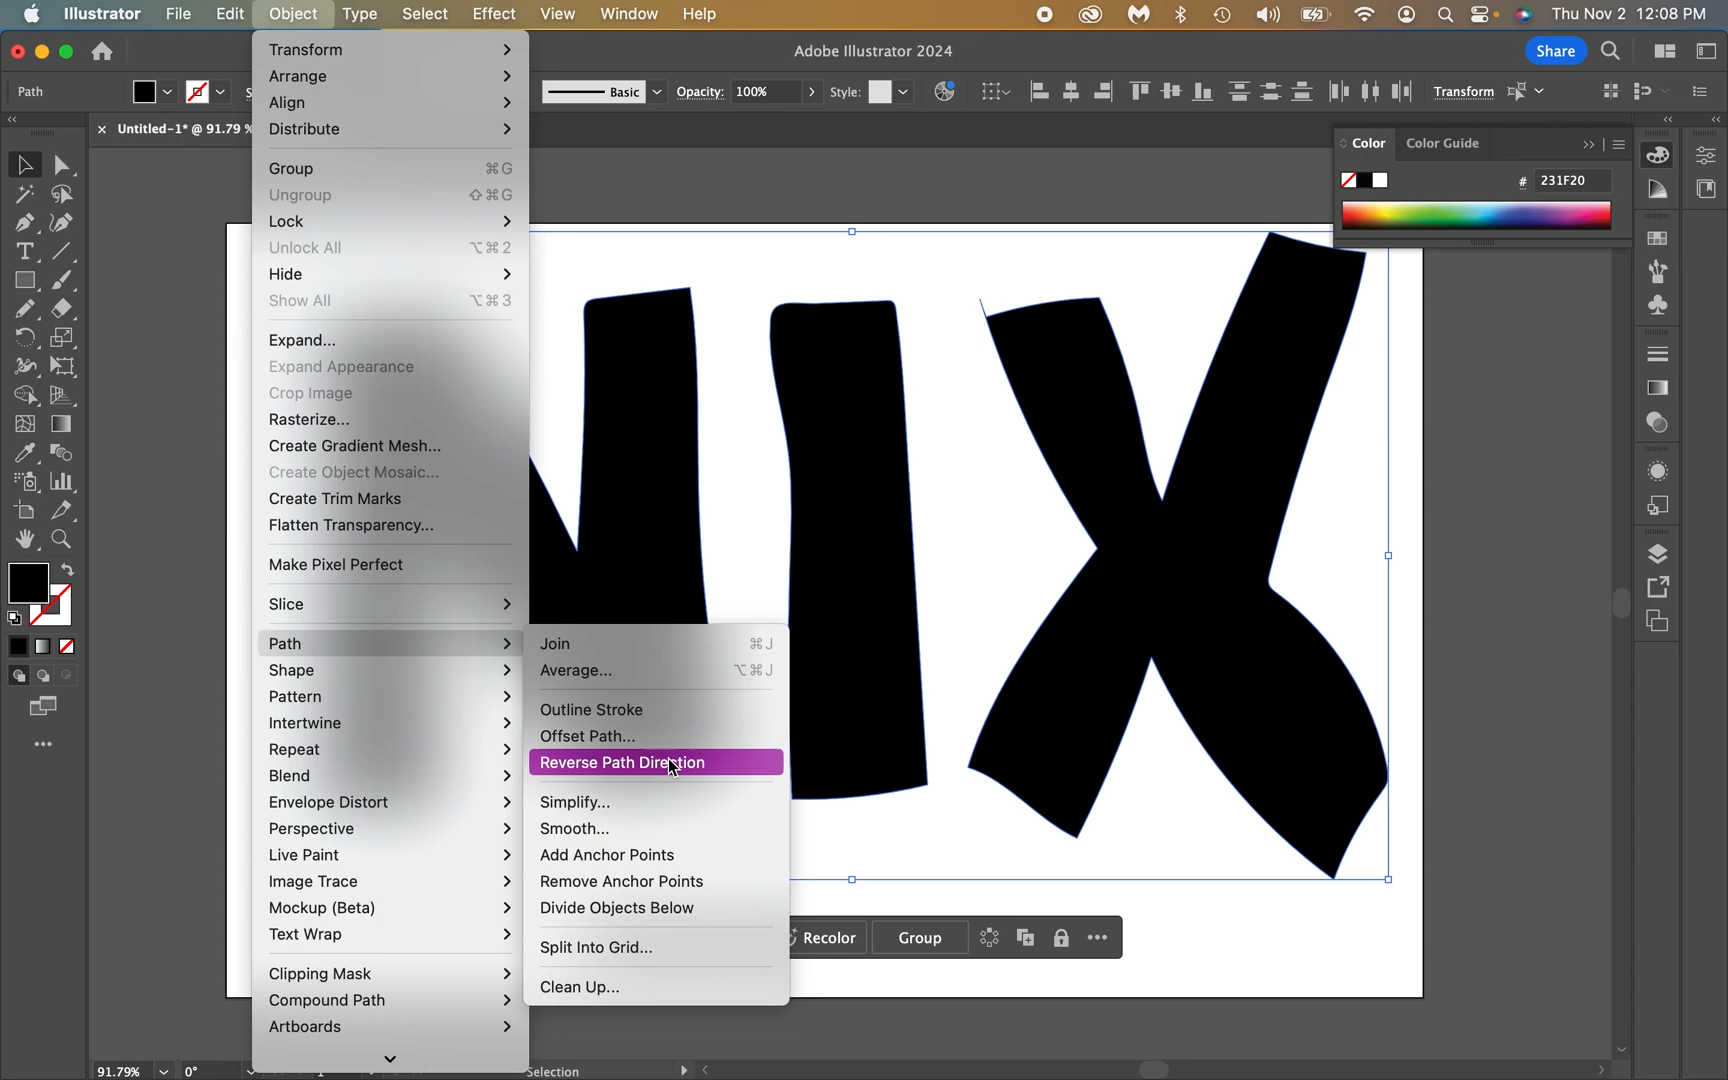 Illustrator File Edit Object Type Select Effect View Window Help
Thu Nov 2 12:08 PM
Adobe Illustrator 2024
Share
Path
Basic
Opacity:
100%
Style:
Transform
Untitled-1* @ 91.79 %
Transform
Arrange
Align
Distribute
Group ⌘G
Ungroup ⇧⌘G
Lock
Unlock All ⌥⌘2
Hide
Show All ⌥⌘3
Expand...
Expand Appearance
Crop Image
Rasterize...
Create Gradient Mesh...
Create Object Mosaic...
Create Trim Marks
Flatten Transparency...
Make Pixel Perfect
Slice
Path
Shape
Pattern
Intertwine
Repeat
Blend
Envelope Distort
Perspective
Live Paint
Image Trace
Mockup (Beta)
Text Wrap
Clipping Mask
Compound Path
Artboards
Join ⌘J
Average... ⌥⌘J
Outline Stroke
Offset Path...
Reverse Path Direction
Simplify...
Smooth...
Add Anchor Points
Remove Anchor Points
Divide Objects Below
Split Into Grid...
Clean Up...
IX
Color
Color Guide
# 231F20
Recolor
Group
91.79%
0°
Selection